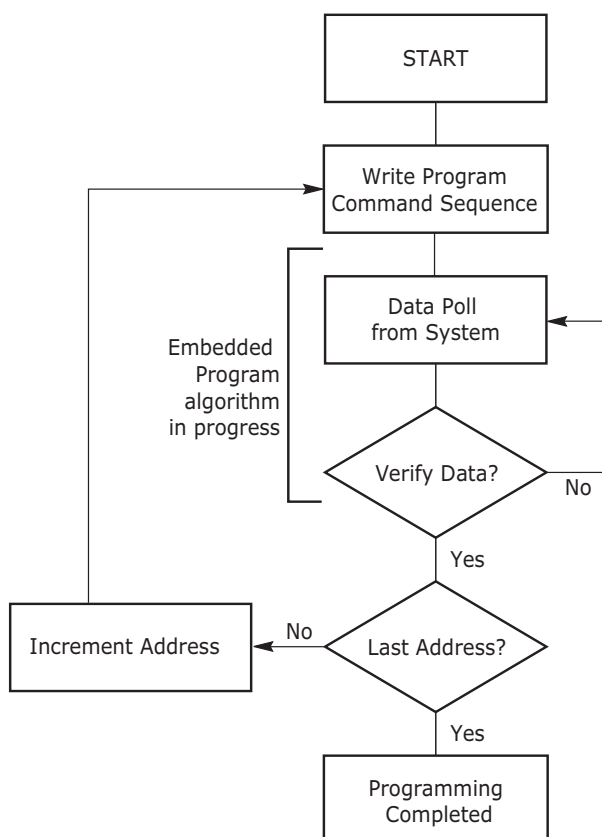 START
Write Program
Command Sequence
Data Poll
from System
Embedded
Program
algorithm
in progress
Verify Data?
No
Yes
Increment Address
No
Last Address?
Yes
Programming
Completed